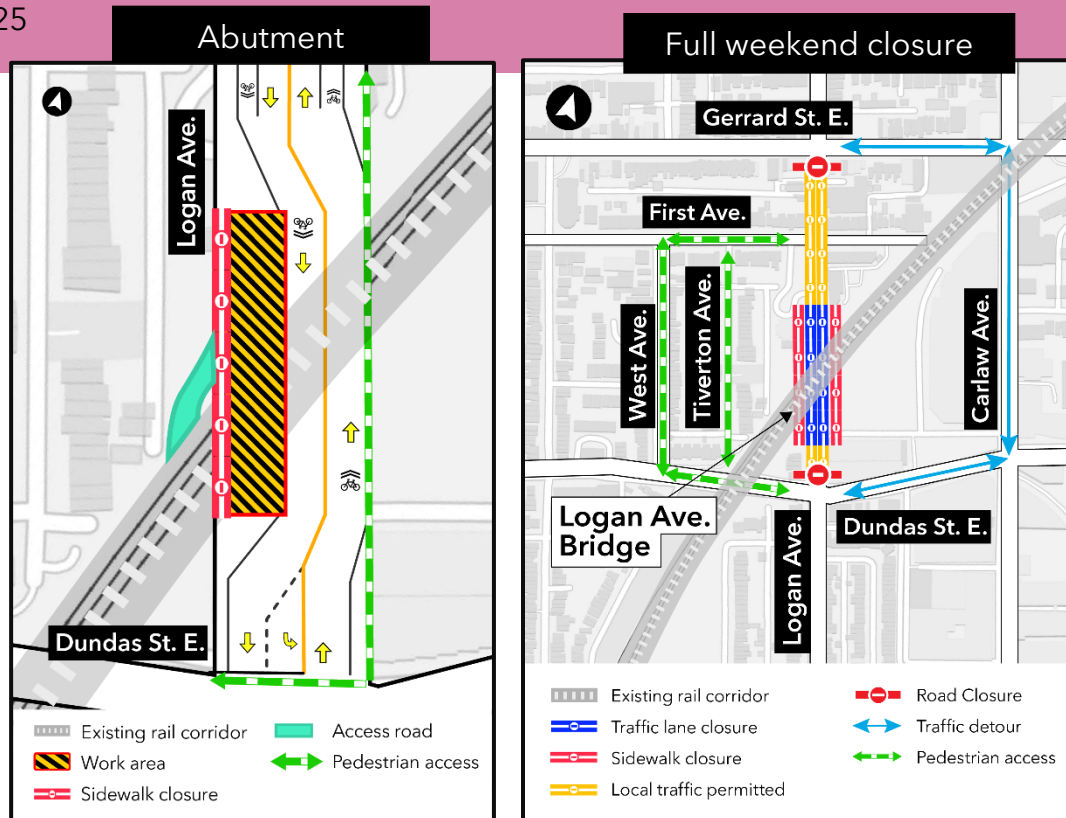 25
Abutment
Logan Ave.
Dundas St. E.
Existing rail corridor
Work area
Sidewalk closure
Access road
Pedestrian access
Full weekend closure
Gerrard St. E.
First Ave.
West Ave.
Tiverton Ave.
Carlaw Ave.
Logan Ave.
Bridge
Logan Ave.
Dundas St. E.
Existing rail corridor
Traffic lane closure
Sidewalk closure
Local traffic permitted
Road Closure
Traffic detour
Pedestrian access